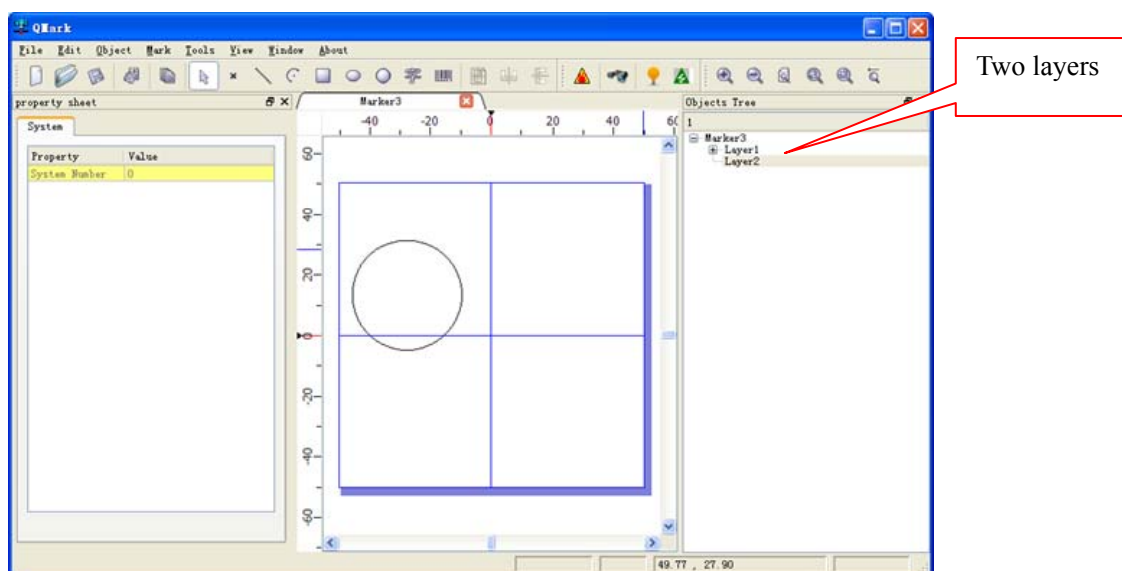 QMark
File Edit Object Mark Tools View Window About
property sheet
System
Property Value
System Number 0
Marker3
-40 -20 0 20 40 60
60
40
20
0
-20
-40
-60
Objects Tree
1
Marker3
Layer1
Layer2
49.77 , 27.90
Two layers